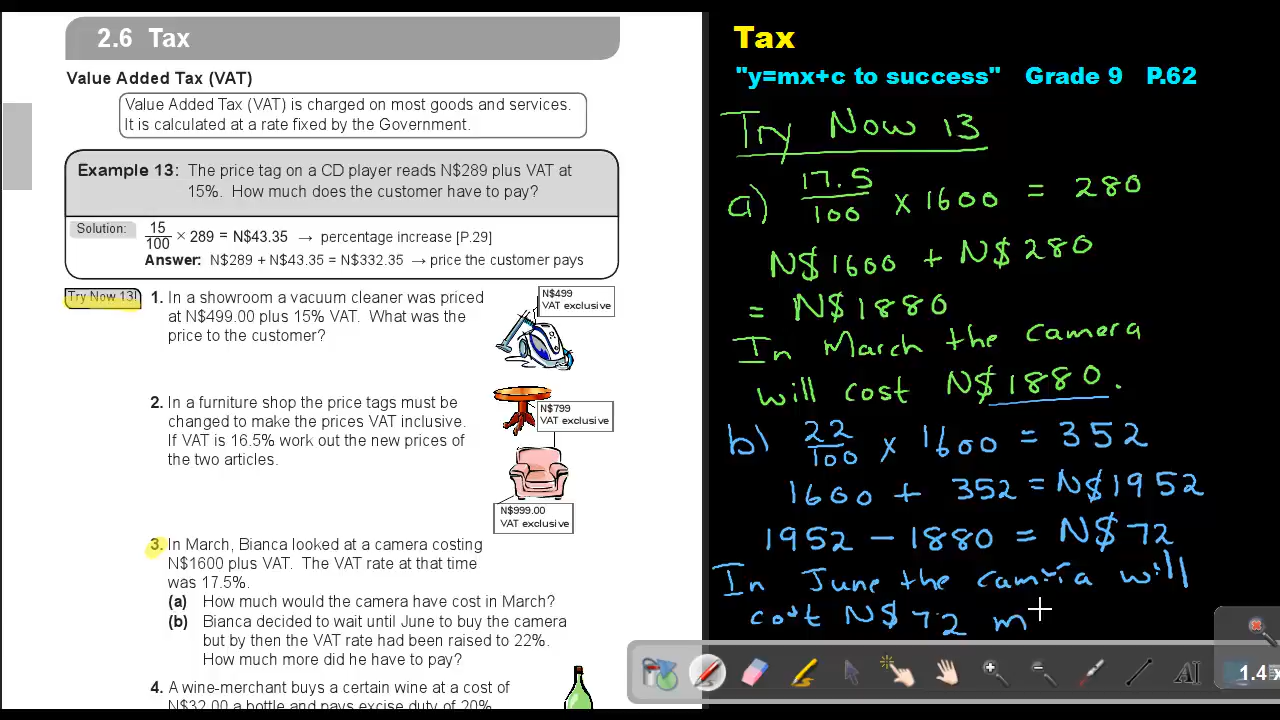 2.6 Tax
Value Added Tax (VAT)
Value Added Tax (VAT) is charged on most goods and services.
It is calculated at a rate fixed by the Government.
Example 13: The price tag on a CD player reads N$289 plus VAT at
15%. How much does the customer have to pay?
Solution: 15/100 × 289 = N$43.35 → percentage increase [P.29]
Answer: N$289 + N$43.35 = N$332.35 → price the customer pays
Try Now 13! 1. In a showroom a vacuum cleaner was priced
at N$499.00 plus 15% VAT. What was the
price to the customer?
N$499
VAT exclusive
2. In a furniture shop the price tags must be
changed to make the prices VAT inclusive.
If VAT is 16.5% work out the new prices of
the two articles.
N$799
VAT exclusive
N$999.00
VAT exclusive
3. In March, Bianca looked at a camera costing
N$1600 plus VAT. The VAT rate at that time
was 17.5%.
(a) How much would the camera have cost in March?
(b) Bianca decided to wait until June to buy the camera
but by then the VAT rate had been raised to 22%.
How much more did he have to pay?
4. A wine-merchant buys a certain wine at a cost of
N$32.00 a bottle and pays excise duty of 20%
Tax
"y=mx+c to success" Grade 9 P.62
Try Now 13
a) 17.5/100 × 1600 = 280
N$1600 + N$280
= N$1880
In March the camera
will cost N$1880.
b) 22/100 × 1600 = 352
1600 + 352 = N$1952
1952 - 1880 = N$72
In June the camera will
cost N$72 m
AI
1.4x